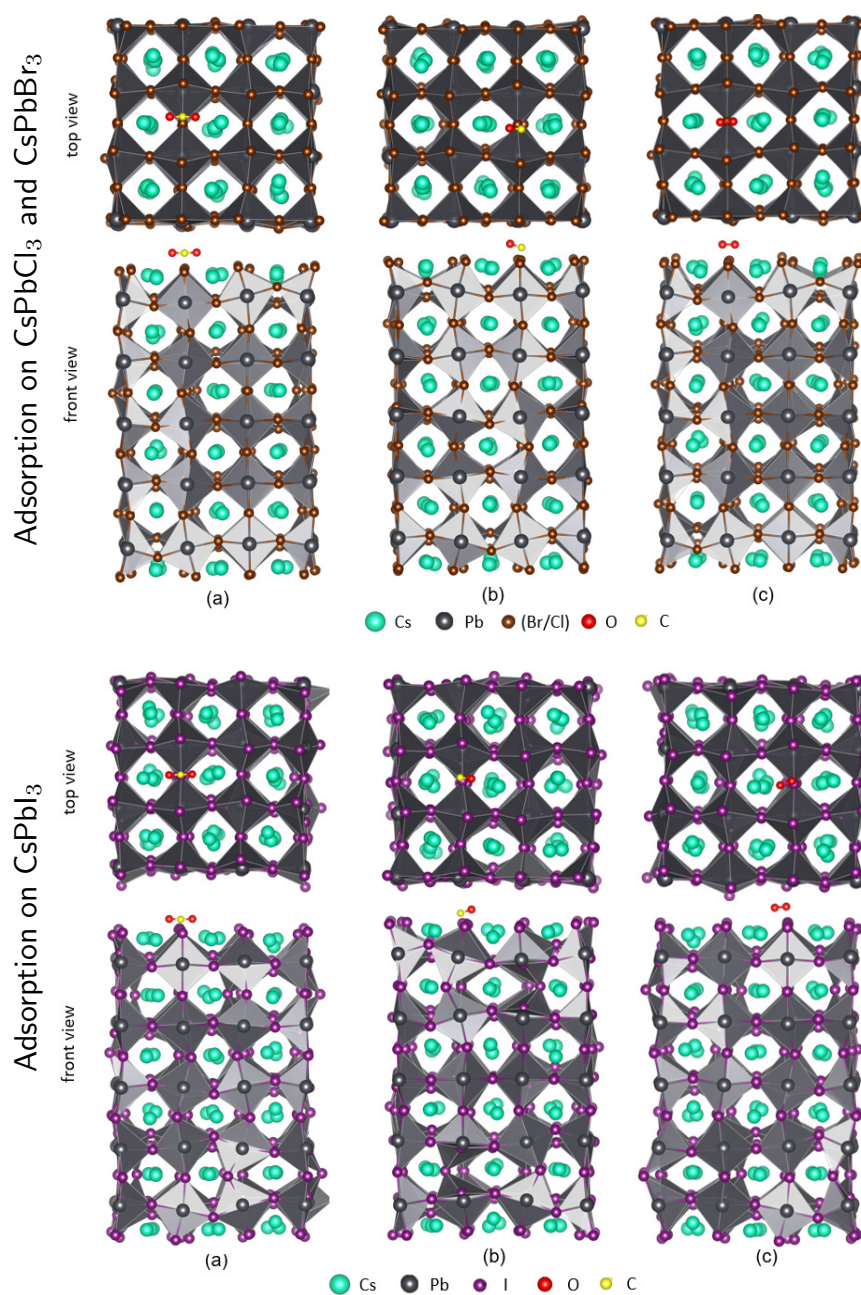 Adsorption on CsPbCl3 and CsPbBr3
top view
front view
(a)
(b)
(c)
Cs Pb (Br/Cl) O C
Adsorption on CsPbI3
top view
front view
(a)
(b)
(c)
Cs Pb I O C